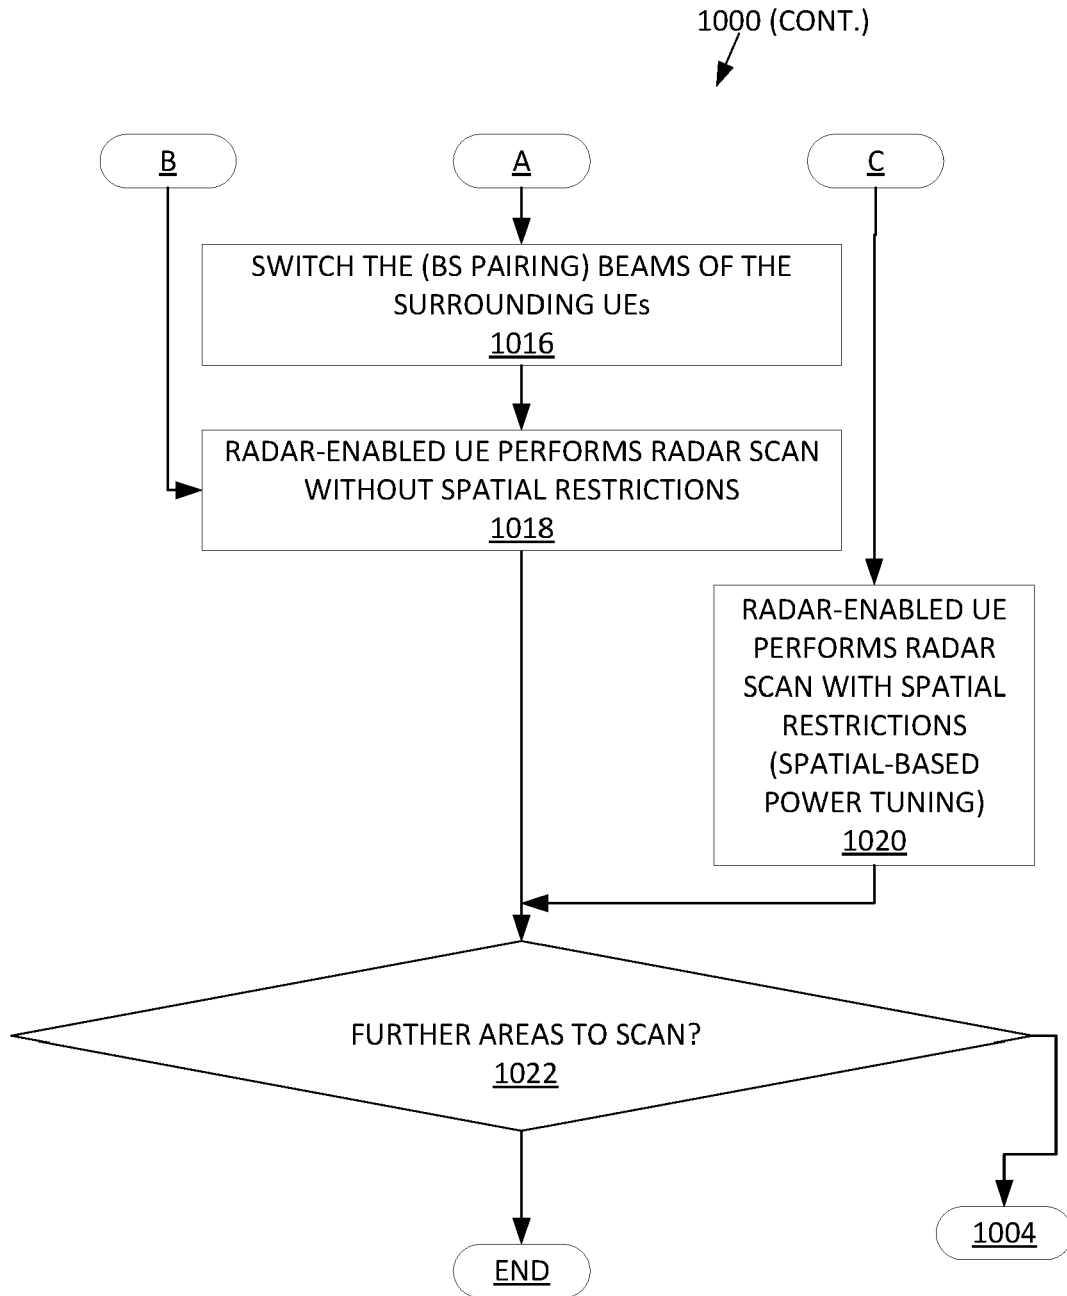 1000 (CONT.)
B
A
C
SWITCH THE (BS PAIRING) BEAMS OF THE
SURROUNDING UEs
1016
RADAR-ENABLED UE PERFORMS RADAR SCAN
WITHOUT SPATIAL RESTRICTIONS
1018
RADAR-ENABLED UE
PERFORMS RADAR
SCAN WITH SPATIAL
RESTRICTIONS
(SPATIAL-BASED
POWER TUNING)
1020
FURTHER AREAS TO SCAN?
1022
1004
END